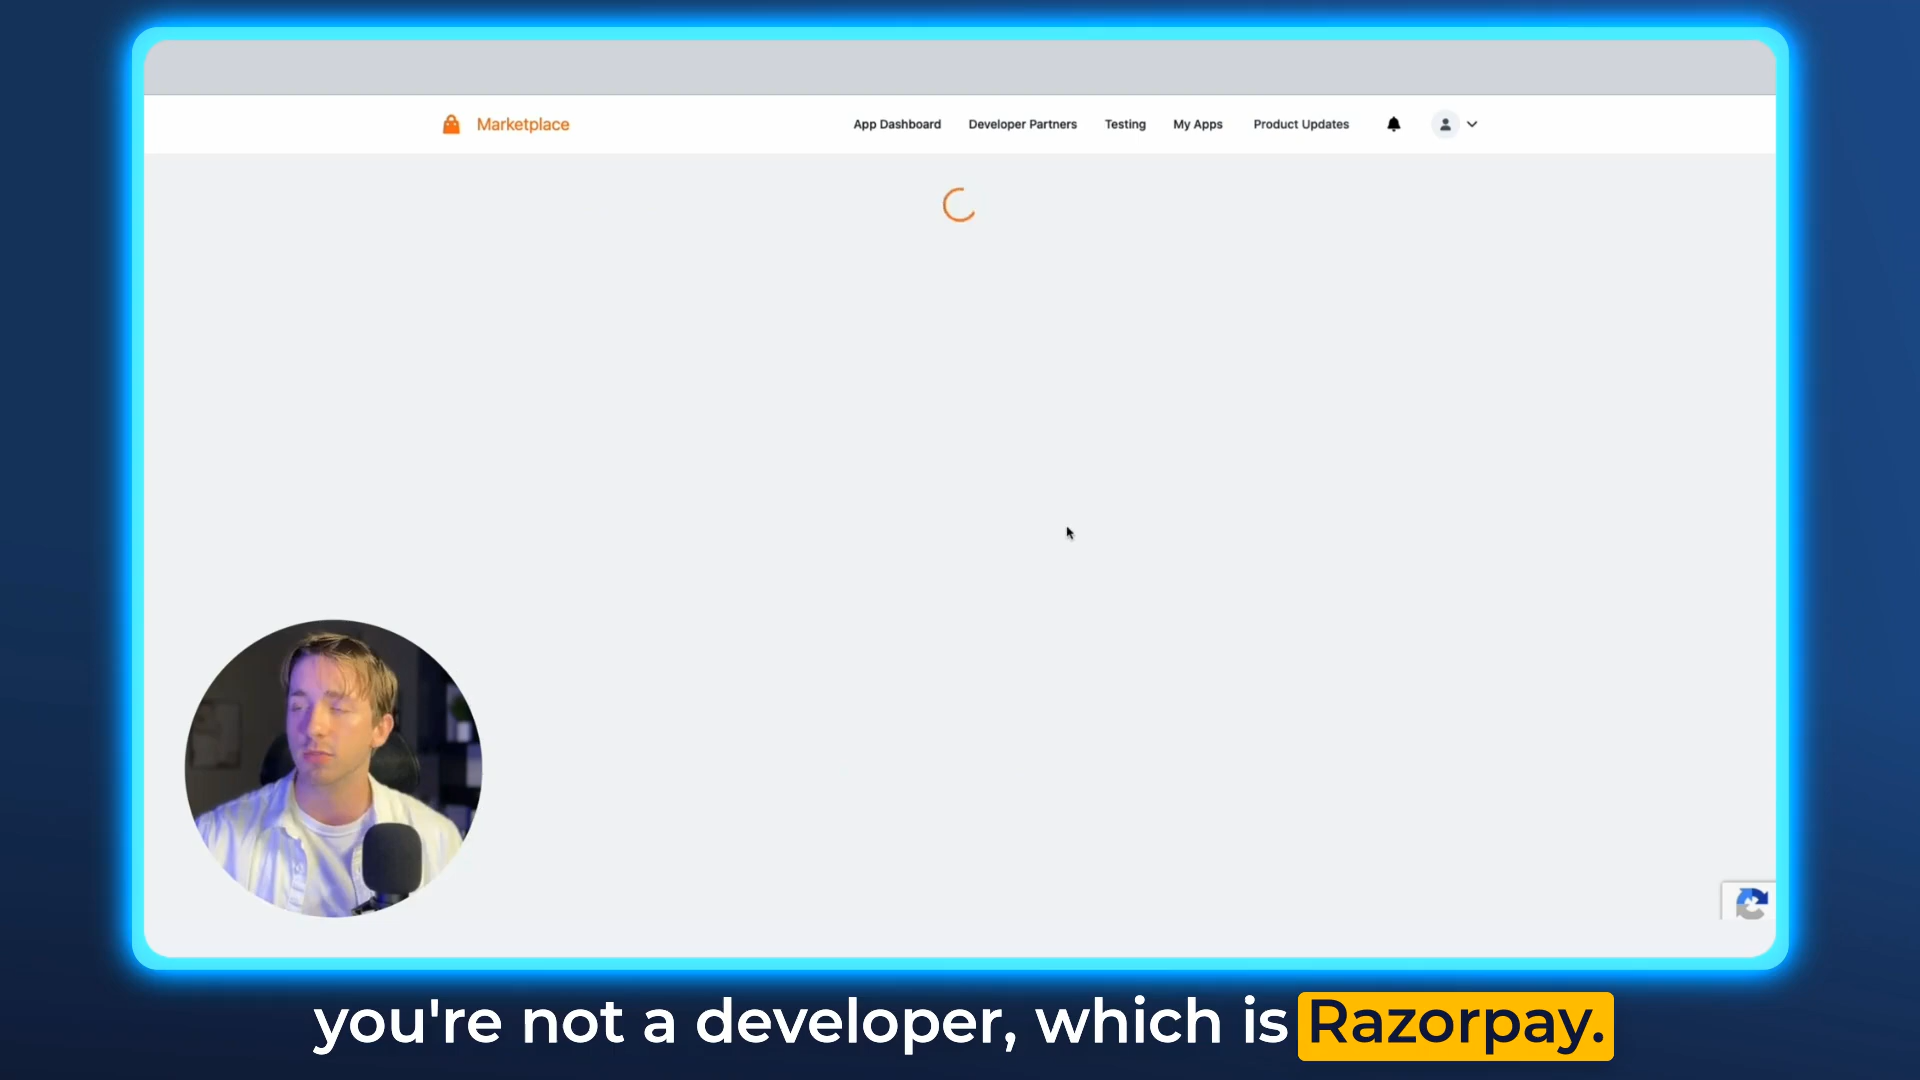 Marketplace
App Dashboard Developer Partners Testing My Apps Product Updates
you're not a developer, which is Razorpay.